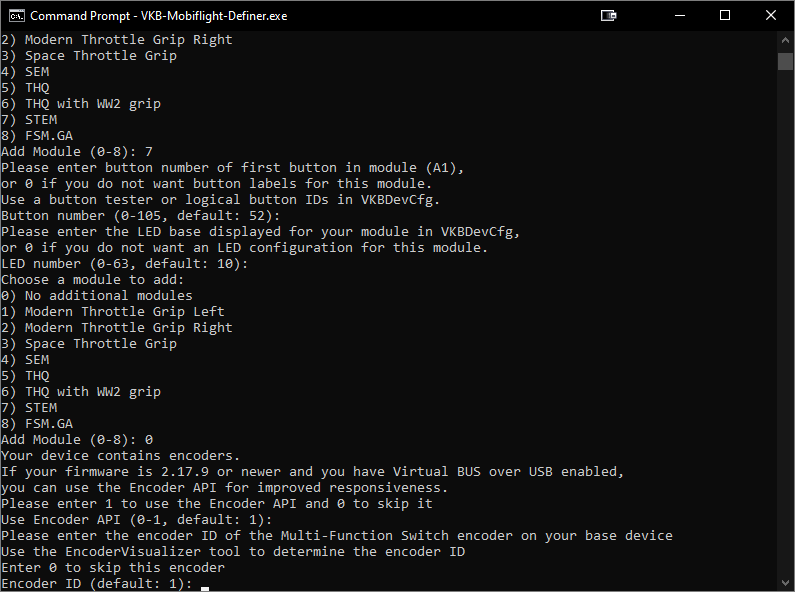 Command Prompt - VKB-Mobiflight-Definer.exe
2) Modern Throttle Grip Right
3) Space Throttle Grip
4) SEM
5) THQ
6) THQ with WW2 grip
7) STEM
8) FSM.GA
Add Module (0-8): 7
Please enter button number of first button in module (A1),
or 0 if you do not want button labels for this module.
Use a button tester or logical button IDs in VKBDevCfg.
Button number (0-105, default: 52):
Please enter the LED base displayed for your module in VKBDevCfg,
or 0 if you do not want an LED configuration for this module.
LED number (0-63, default: 10):
Choose a module to add:
0) No additional modules
1) Modern Throttle Grip Left
2) Modern Throttle Grip Right
3) Space Throttle Grip
4) SEM
5) THQ
6) THQ with WW2 grip
7) STEM
8) FSM.GA
Add Module (0-8): 0
Your device contains encoders.
If your firmware is 2.17.9 or newer and you have Virtual BUS over USB enabled,
you can use the Encoder API for improved responsiveness.
Please enter 1 to use the Encoder API and 0 to skip it
Use Encoder API (0-1, default: 1):
Please enter the encoder ID of the Multi-Function Switch encoder on your base device
Use the EncoderVisualizer tool to determine the encoder ID
Enter 0 to skip this encoder
Encoder ID (default: 1):